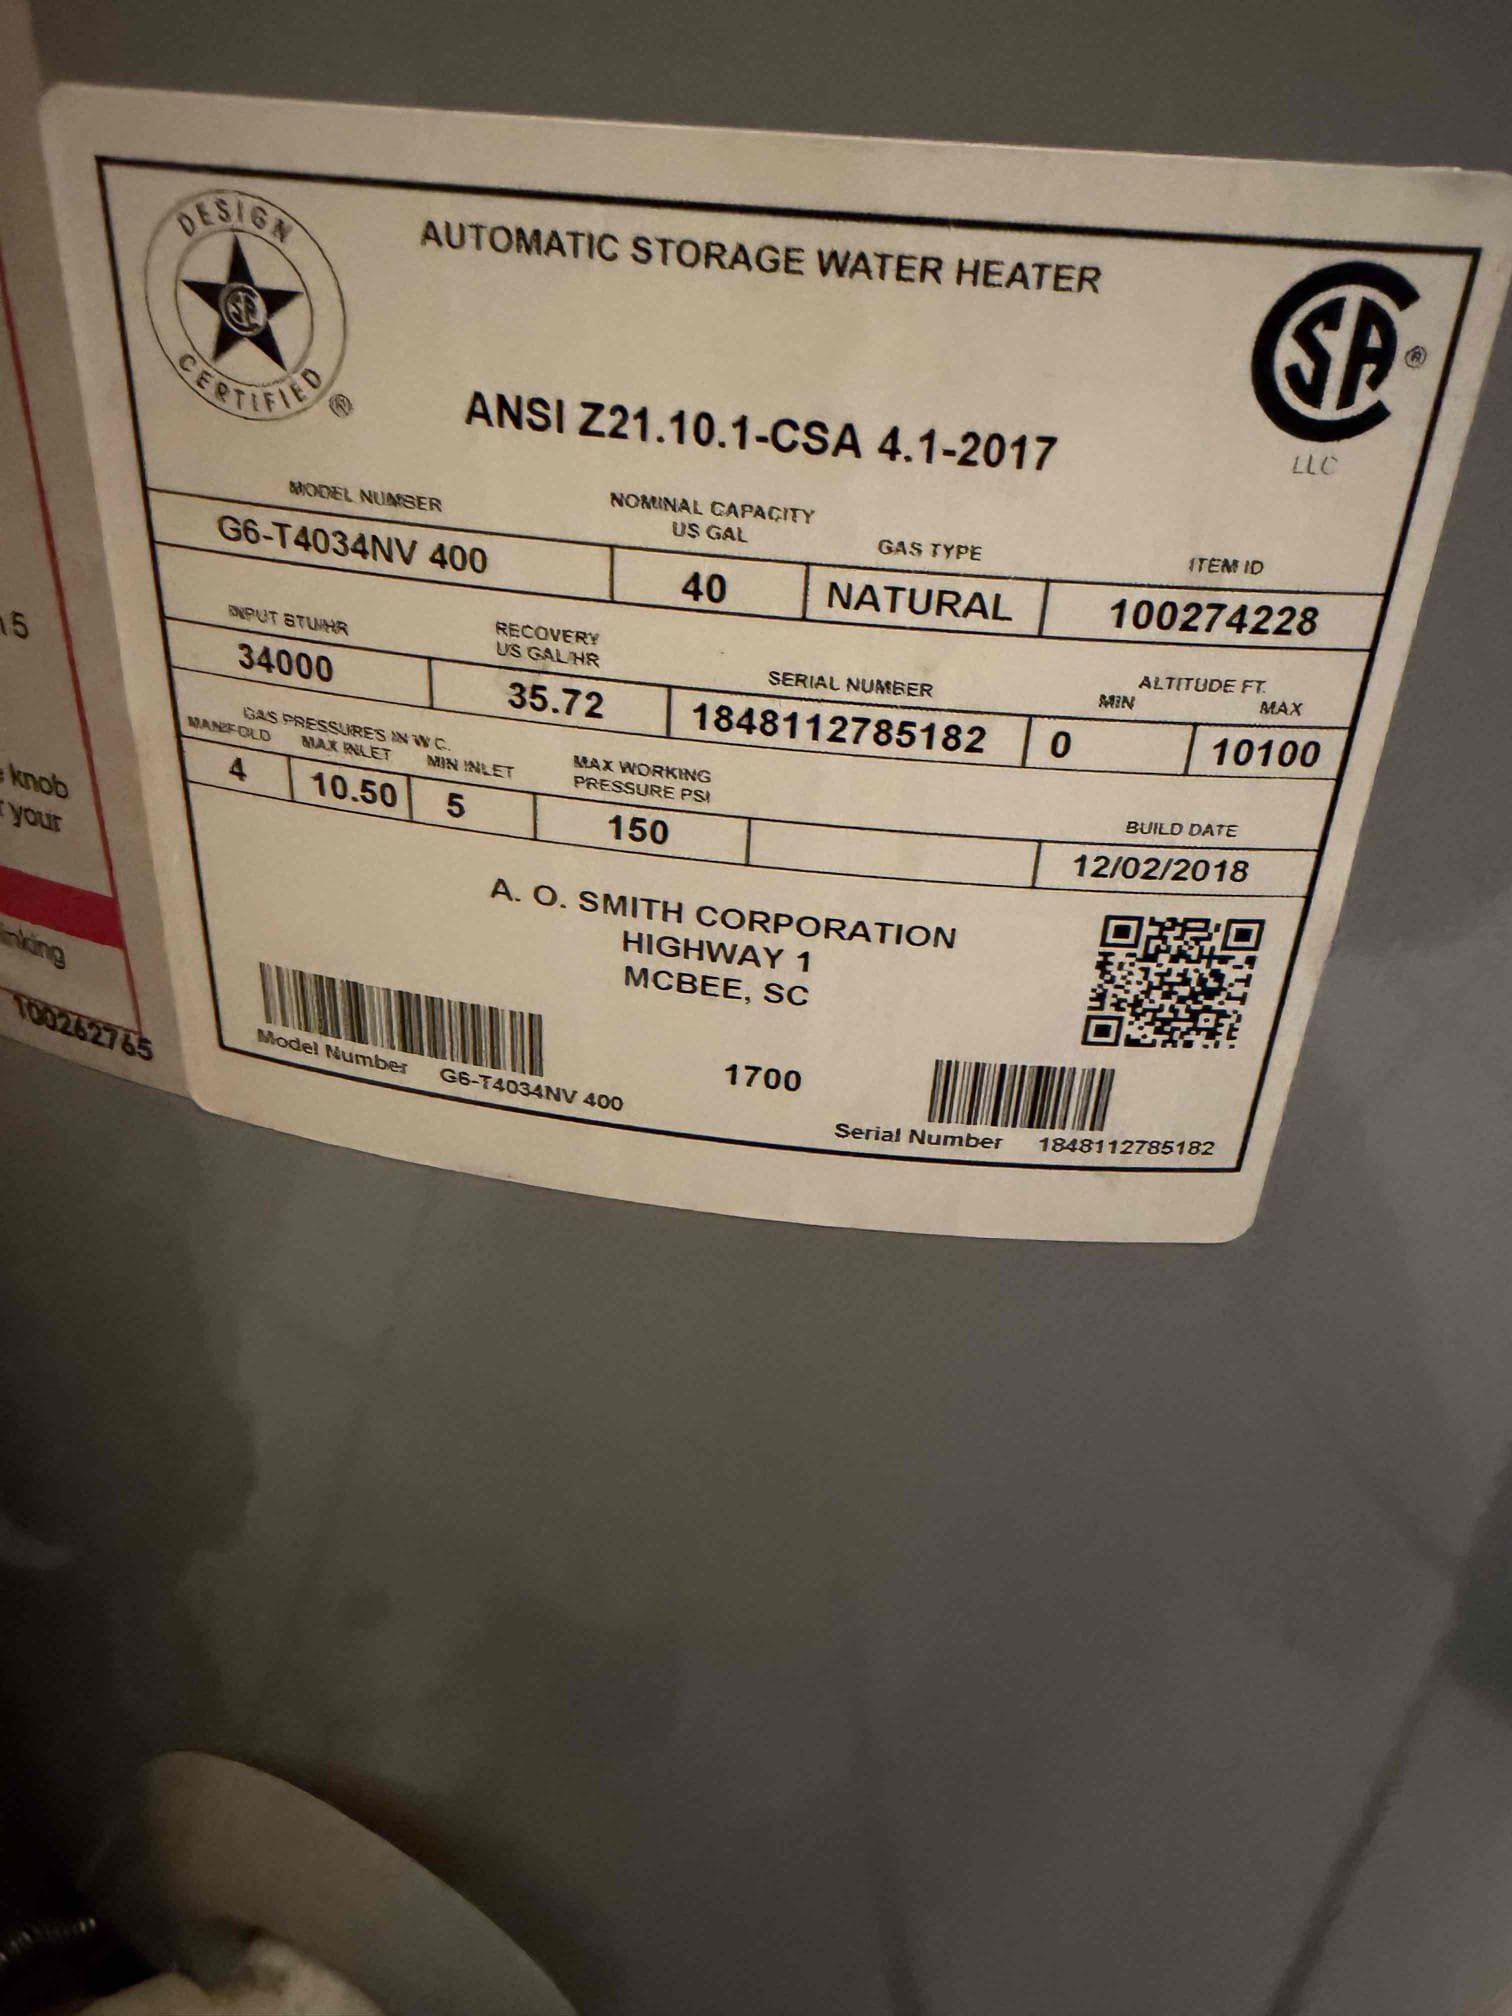 DESIGN
CERTIFIED ®
AUTOMATIC STORAGE WATER HEATER
SA ®
LLC
ANSI Z21.10.1-CSA 4.1-2017
MODEL NUMBER
NOMINAL CAPACITY
US GAL
GAS TYPE
ITEM ID
G6-T4034NV 400
40
NATURAL
100274228
INPUT BTU/HR
RECOVERY
US GAL/HR
SERIAL NUMBER
ALTITUDE FT.
MIN
MAX
34000
35.72
1848112785182
0
10100
GAS PRESSURES IN W.C.
MANIFOLD
MAX INLET
MIN INLET
MAX WORKING
PRESSURE PSI
BUILD DATE
4
10.50
5
150
12/02/2018
A. O. SMITH CORPORATION
HIGHWAY 1
MCBEE, SC
Model Number G6-T4034NV 400
1700
Serial Number 1848112785182
knob
your
100262765